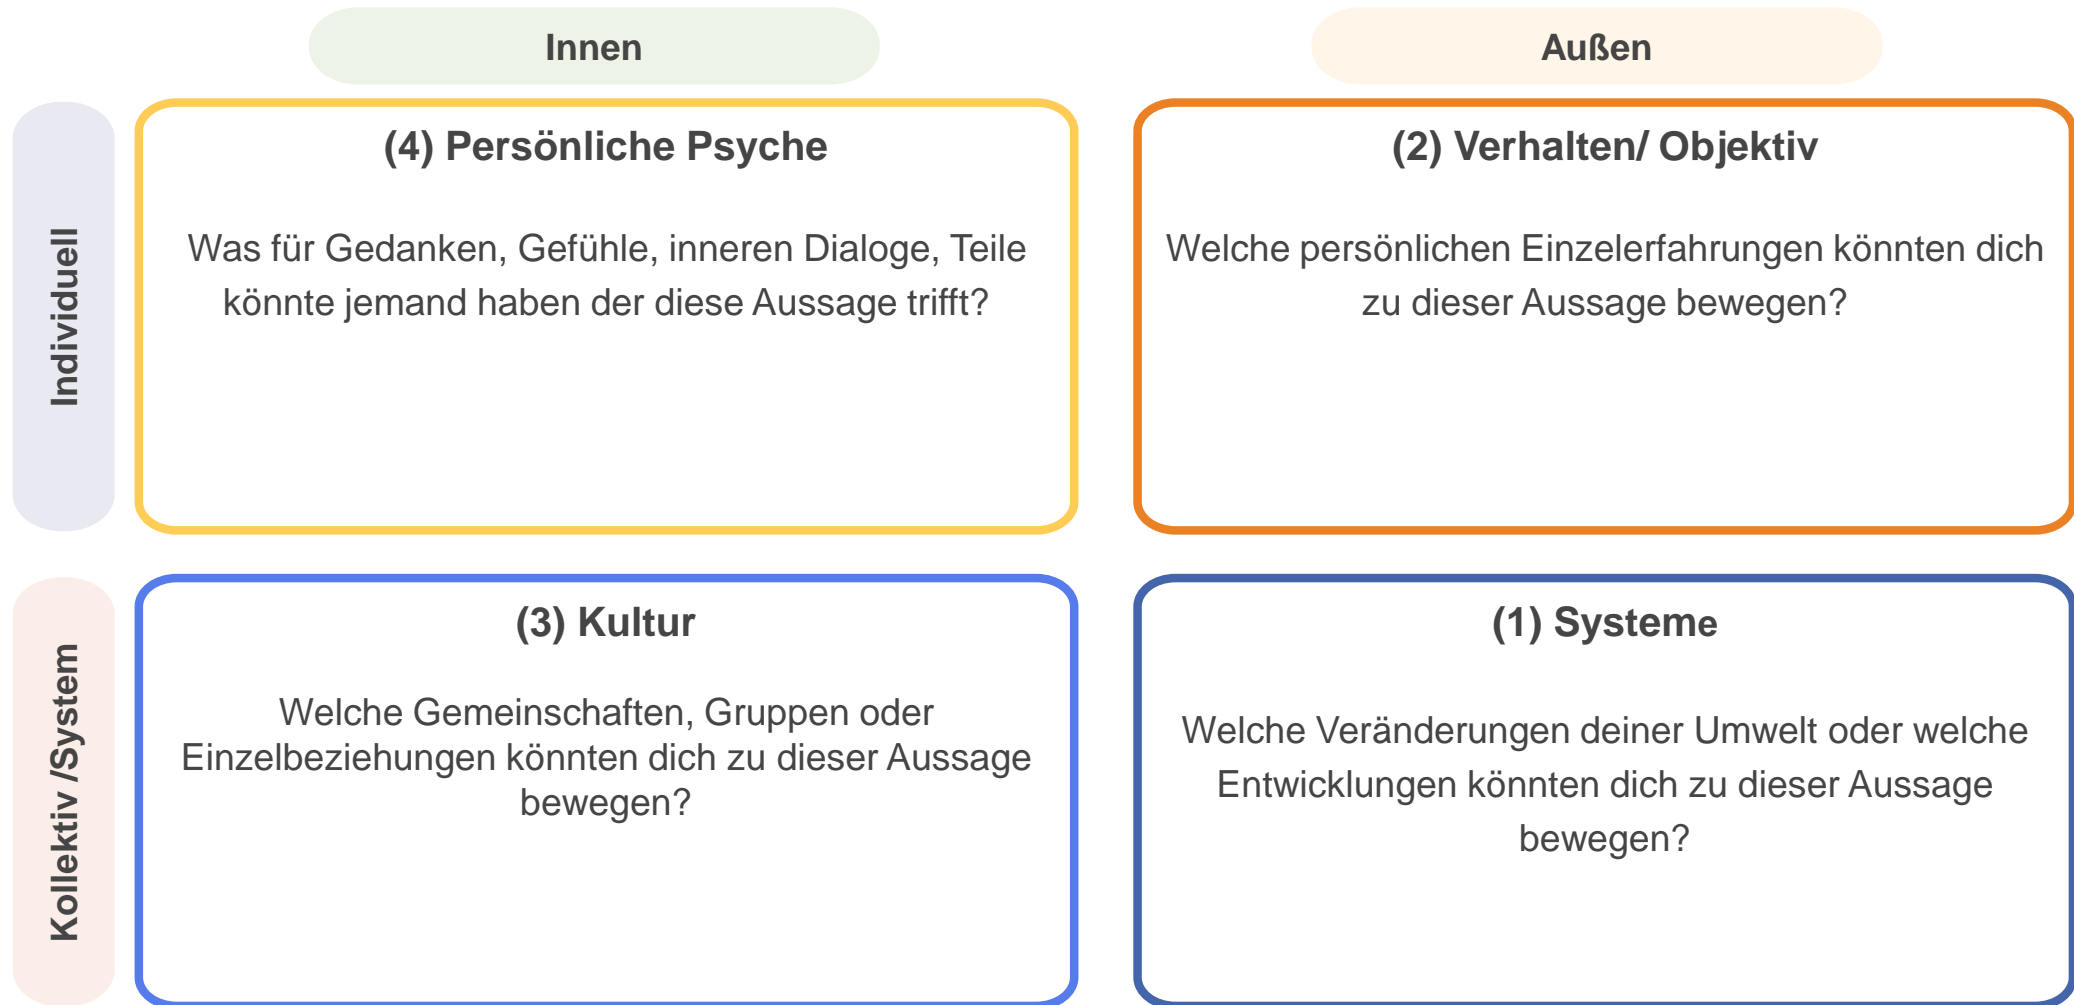 Innen
Außen
Individuell
(4) Persönliche Psyche
Was für Gedanken, Gefühle, inneren Dialoge, Teile
könnte jemand haben der diese Aussage trifft?
(2) Verhalten/ Objektiv
Welche persönlichen Einzelerfahrungen könnten dich
zu dieser Aussage bewegen?
Kollektiv /System
(3) Kultur
Welche Gemeinschaften, Gruppen oder
Einzelbeziehungen könnten dich zu dieser Aussage
bewegen?
(1) Systeme
Welche Veränderungen deiner Umwelt oder welche
Entwicklungen könnten dich zu dieser Aussage
bewegen?